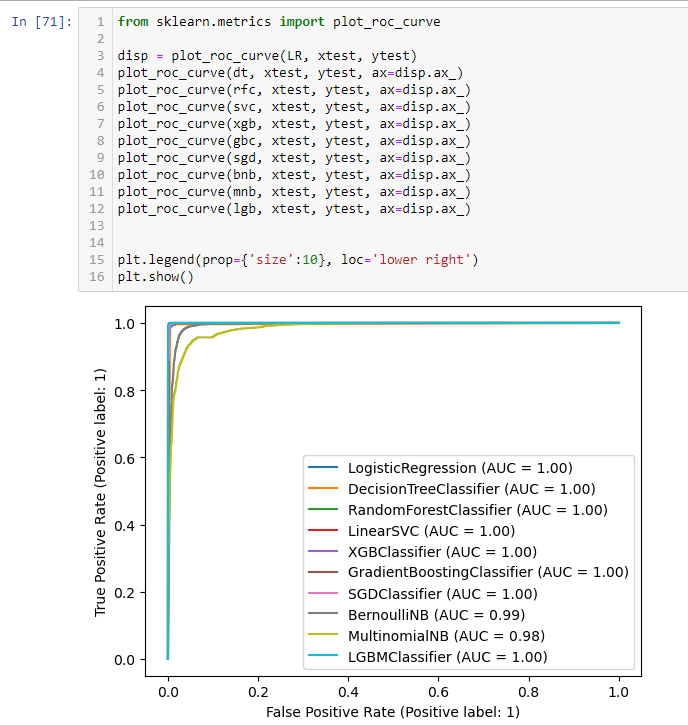 In [71]:
1 from sklearn.metrics import plot_roc_curve
2
3 disp = plot_roc_curve(LR, xtest, ytest)
4 plot_roc_curve(dt, xtest, ytest, ax=disp.ax_)
5 plot_roc_curve(rfc, xtest, ytest, ax=disp.ax_)
6 plot_roc_curve(svc, xtest, ytest, ax=disp.ax_)
7 plot_roc_curve(xgb, xtest, ytest, ax=disp.ax_)
8 plot_roc_curve(gbc, xtest, ytest, ax=disp.ax_)
9 plot_roc_curve(sgd, xtest, ytest, ax=disp.ax_)
10 plot_roc_curve(bnb, xtest, ytest, ax=disp.ax_)
11 plot_roc_curve(mnb, xtest, ytest, ax=disp.ax_)
12 plot_roc_curve(lgb, xtest, ytest, ax=disp.ax_)
13
14
15 plt.legend(prop={'size':10}, loc='lower right')
16 plt.show()
1.0
0.8
0.6
0.4
0.2
0.0
True Positive Rate (Positive label: 1)
LogisticRegression (AUC = 1.00)
DecisionTreeClassifier (AUC = 1.00)
RandomForestClassifier (AUC = 1.00)
LinearSVC (AUC = 1.00)
XGBClassifier (AUC = 1.00)
GradientBoostingClassifier (AUC = 1.00)
SGDClassifier (AUC = 1.00)
BernoulliNB (AUC = 0.99)
MultinomialNB (AUC = 0.98)
LGBMClassifier (AUC = 1.00)
0.0 0.2 0.4 0.6 0.8 1.0
False Positive Rate (Positive label: 1)